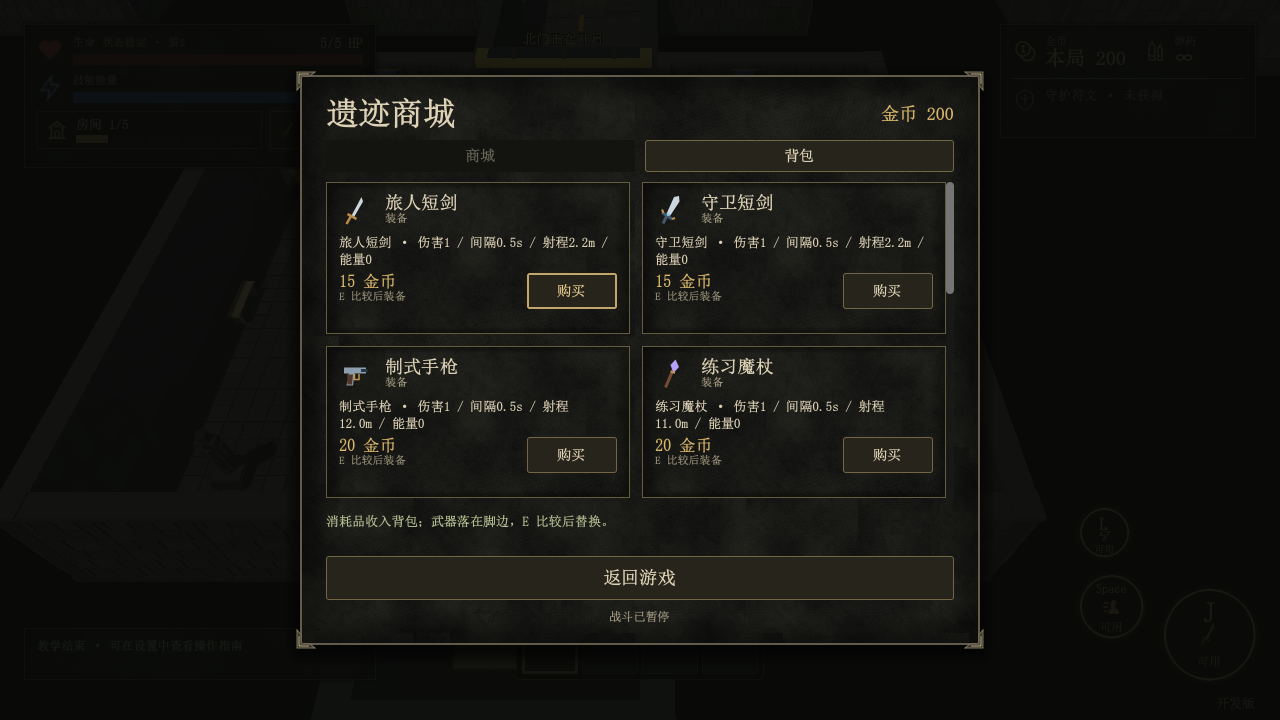 5/5 HP
房间 1/5
金币
本局 200
∞
守护符文 • 未获得
遗迹商城
金币 200
商城
背包
旅人短剑
装备
旅人短剑 • 伤害1 / 间隔0.5s / 射程2.2m /
能量0
15 金币
E 比较后装备
购买
守卫短剑
装备
守卫短剑 • 伤害1 / 间隔0.5s / 射程2.2m /
能量0
15 金币
E 比较后装备
购买
制式手枪
装备
制式手枪 • 伤害1 / 间隔0.5s / 射程
12.0m / 能量0
20 金币
E 比较后装备
购买
练习魔杖
装备
练习魔杖 • 伤害1 / 间隔0.5s / 射程
11.0m / 能量0
20 金币
E 比较后装备
购买
消耗品收入背包；武器落在脚边，E 比较后替换。
返回游戏
战斗已暂停
教学结束 • 可在设置中查看操作指南
可用
Space
可用
J
可用
开发版